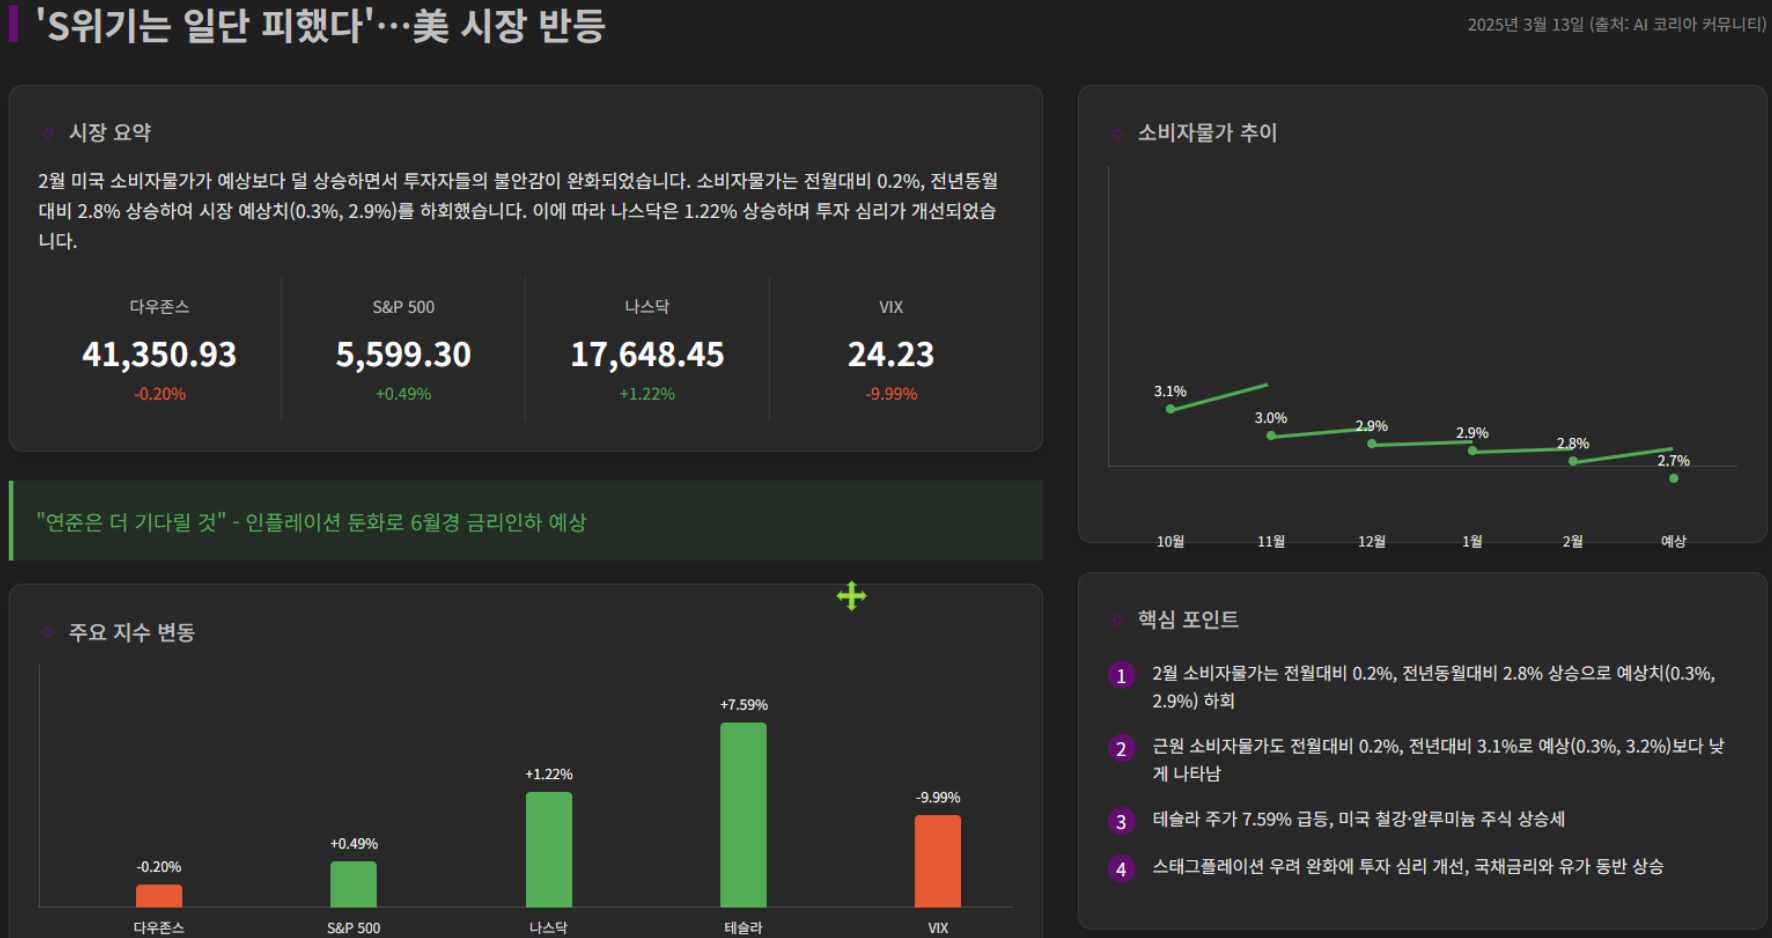 'S위기는 일단 피했다'…美 시장 반등
2025년 3월 13일 (출처: AI 코리아 커뮤니티)
시장 요약
2월 미국 소비자물가가 예상보다 덜 상승하면서 투자자들의 불안감이 완화되었습니다. 소비자물가는 전월대비 0.2%, 전년동월
대비 2.8% 상승하여 시장 예상치(0.3%, 2.9%)를 하회했습니다. 이에 따라 나스닥은 1.22% 상승하며 투자 심리가 개선되었습
니다.
다우존스
41,350.93
-0.20%
S&P 500
5,599.30
+0.49%
나스닥
17,648.45
+1.22%
VIX
24.23
-9.99%
"연준은 더 기다릴 것" - 인플레이션 둔화로 6월경 금리인하 예상
주요 지수 변동
-0.20%
+0.49%
+1.22%
+7.59%
-9.99%
다우존스
S&P 500
나스닥
테슬라
VIX
소비자물가 추이
3.1%
3.0%
2.9%
2.9%
2.8%
2.7%
10월
11월
12월
1월
2월
예상
핵심 포인트
1 2월 소비자물가는 전월대비 0.2%, 전년동월대비 2.8% 상승으로 예상치(0.3%,
2.9%) 하회
2 근원 소비자물가도 전월대비 0.2%, 전년대비 3.1%로 예상(0.3%, 3.2%)보다 낮
게 나타남
3 테슬라 주가 7.59% 급등, 미국 철강·알루미늄 주식 상승세
4 스태그플레이션 우려 완화에 투자 심리 개선, 국채금리와 유가 동반 상승